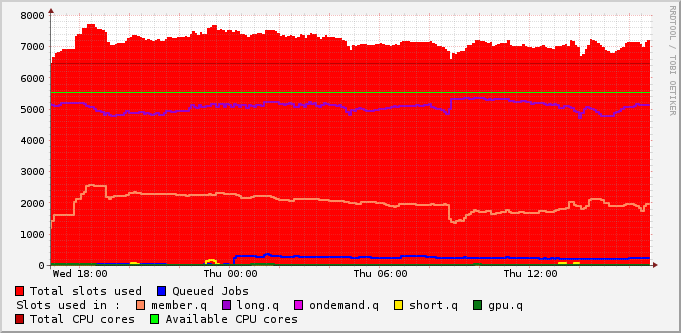 8000
7000
6000
5000
4000
3000
2000
1000
0
Wed 18:00 Thu 00:00 Thu 06:00 Thu 12:00
Total slots used Queued Jobs
Slots used in : member.q long.q ondemand.q short.q gpu.q
Total CPU cores Available CPU cores
RRDTOOL / TOBI OETIKER